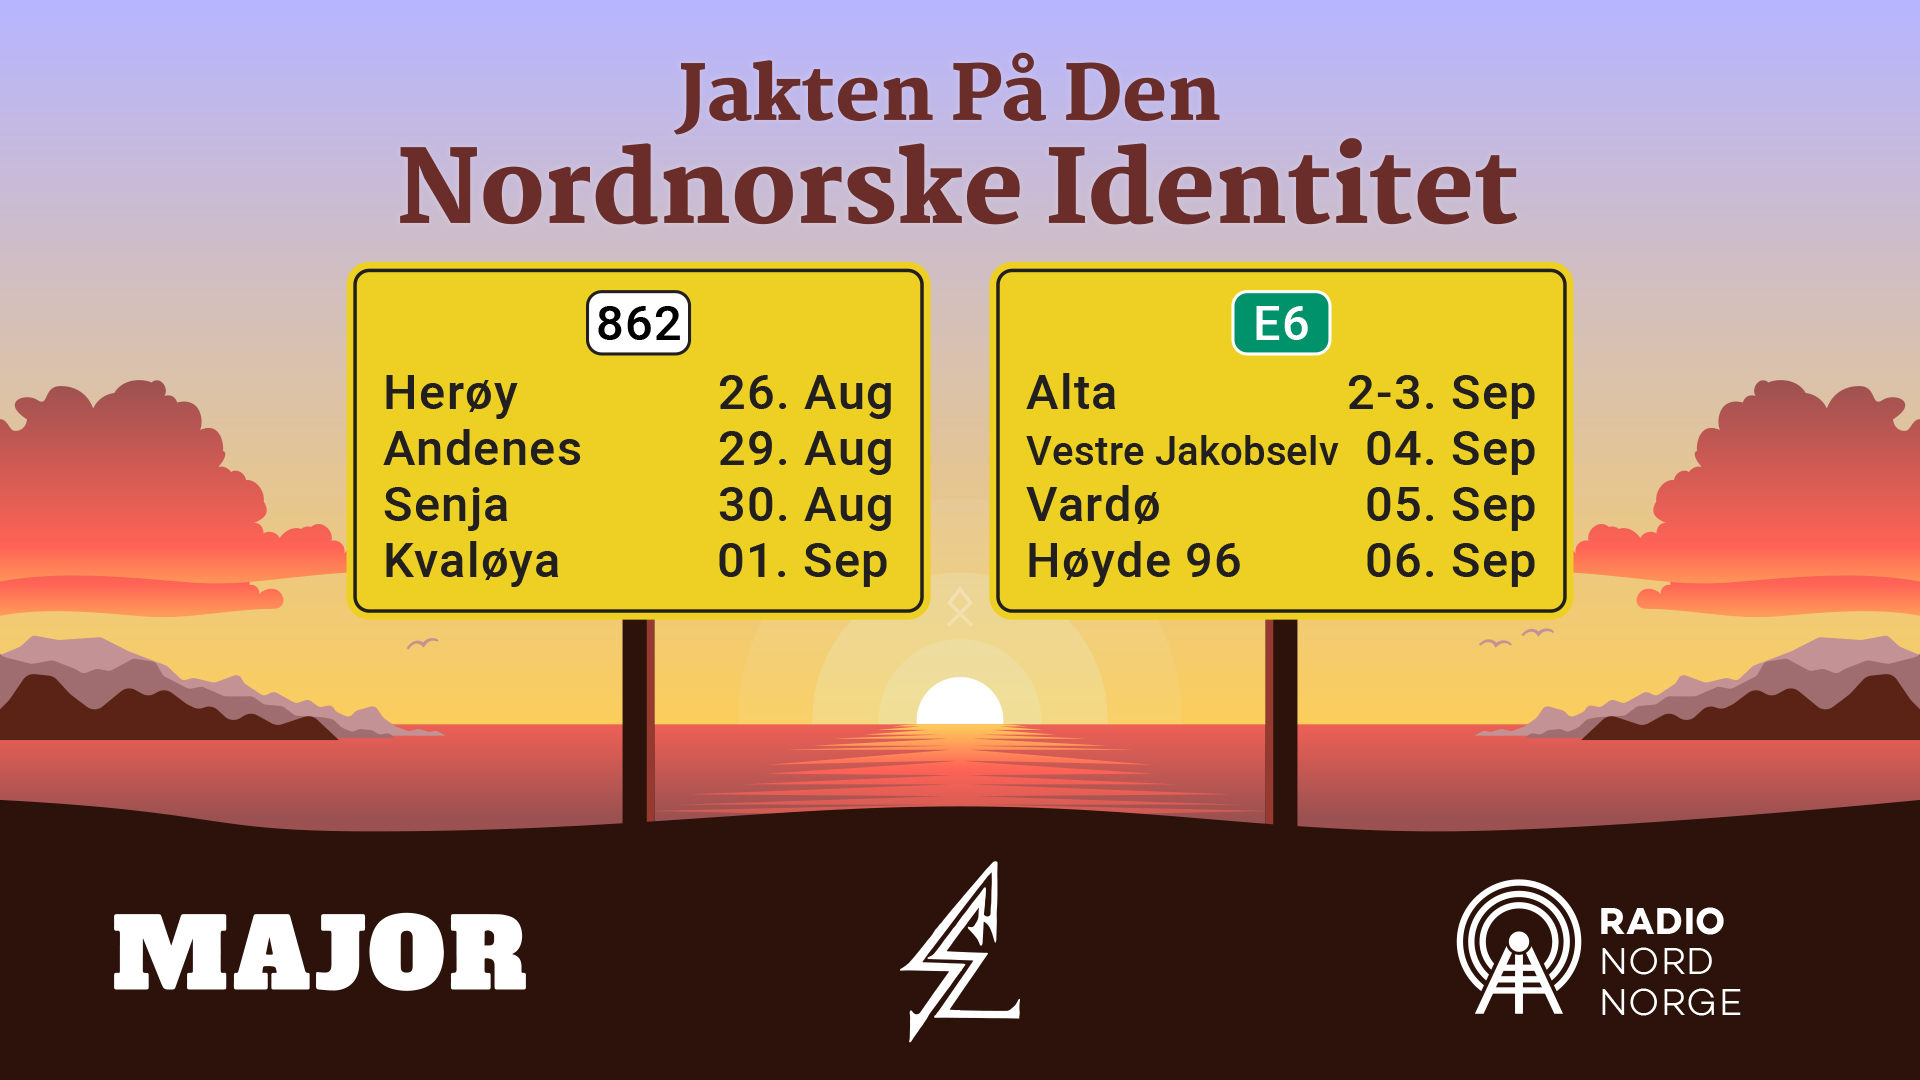 Jakten På Den
Nordnorske Identitet
862
Herøy 26. Aug
Andenes 29. Aug
Senja 30. Aug
Kvaløya 01. Sep
E6
Alta 2-3. Sep
Vestre Jakobselv 04. Sep
Vardø 05. Sep
Høyde 96 06. Sep
MAJOR
RADIO
NORD
NORGE